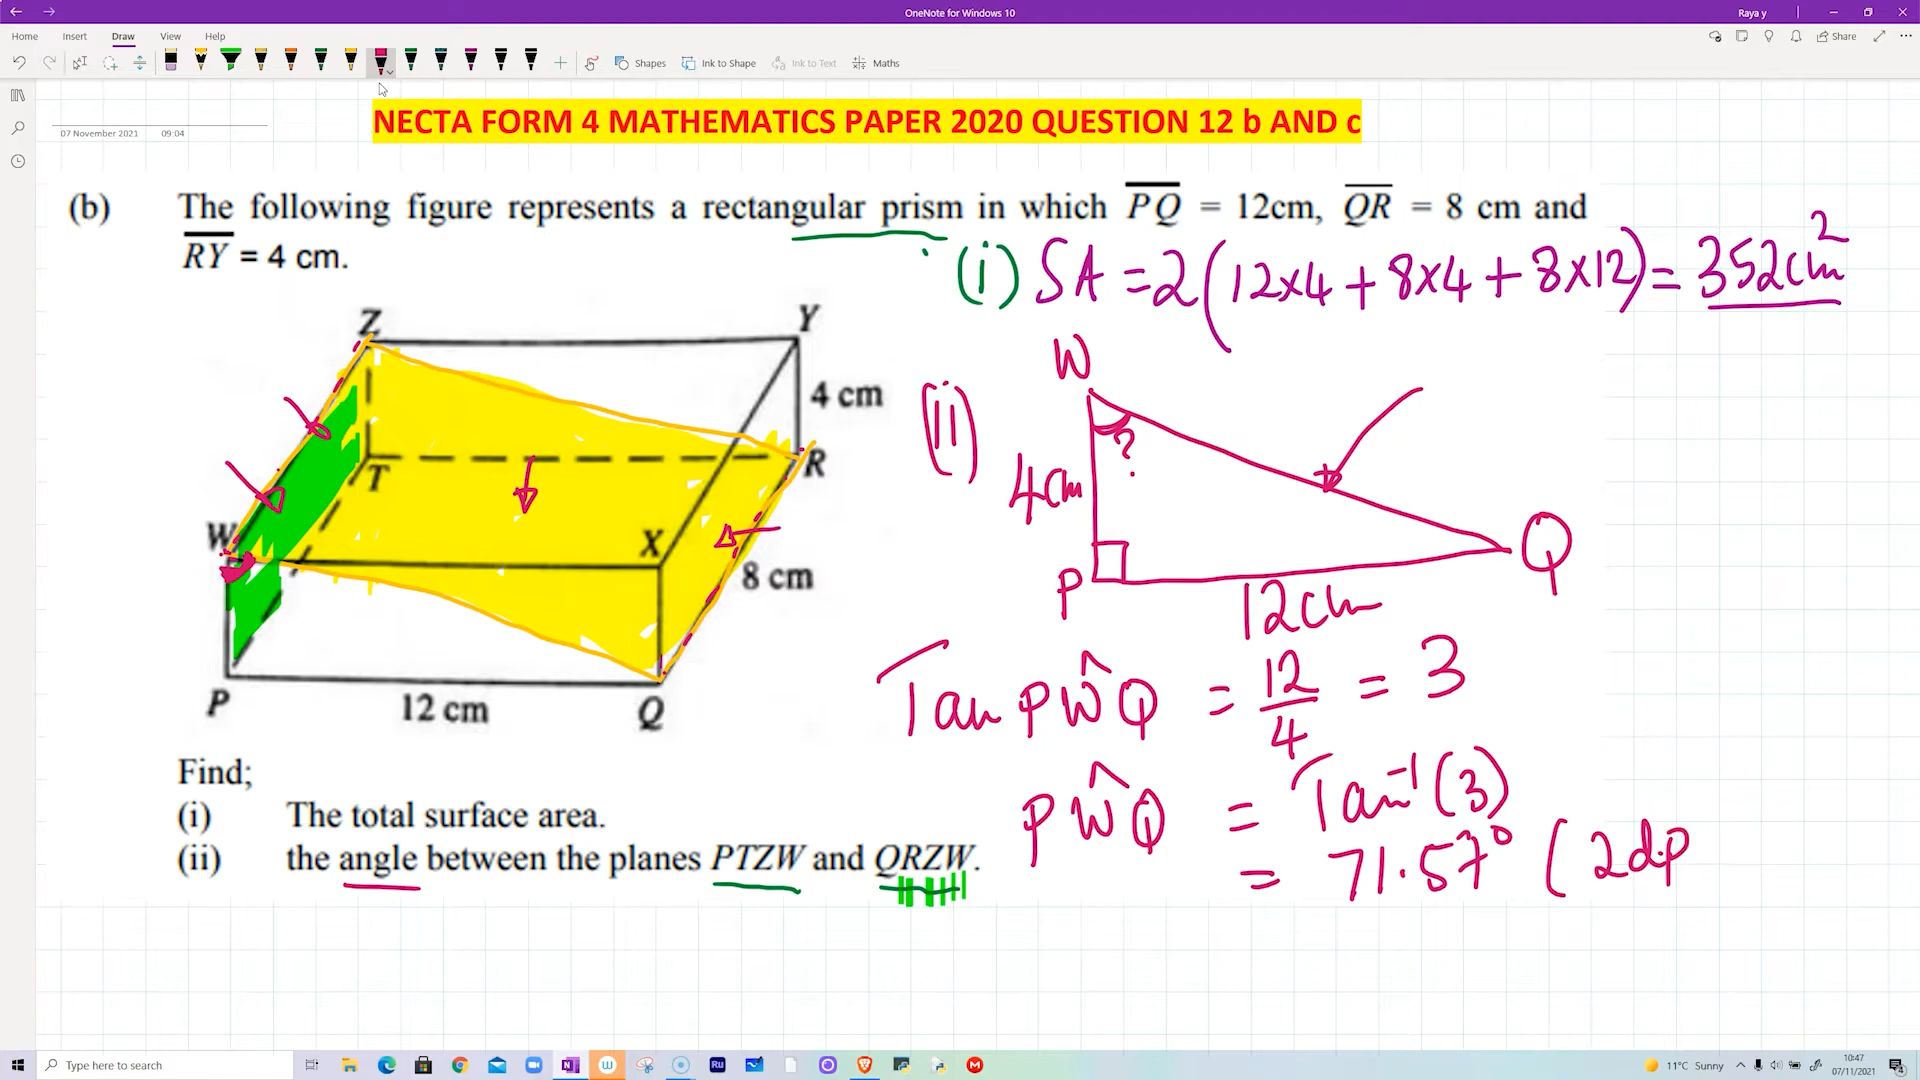 OneNote for Windows 10
Raya y
Home Insert Draw View Help
Share
Shapes Ink to Shape Ink to Text Maths
NECTA FORM 4 MATHEMATICS PAPER 2020 QUESTION 12 b AND c
07 November 2021 09:04
(b) The following figure represents a rectangular prism in which PQ = 12cm, QR = 8 cm and
RY = 4 cm.
(i) SA = 2(12x4 + 8x4 + 8x12) = 352cm²
Z Y
4 cm
T R
W X
8 cm
P 12 cm Q
(ii)
W
?
4cm
P Q
12cm
Tan PŴQ = 12/4 = 3
PŴQ = Tan⁻¹(3)
= 71.57° (2dp
Find;
(i) The total surface area.
(ii) the angle between the planes PTZW and QRZW.
Type here to search
Ru
11°C Sunny
10:47
07/11/2021
4